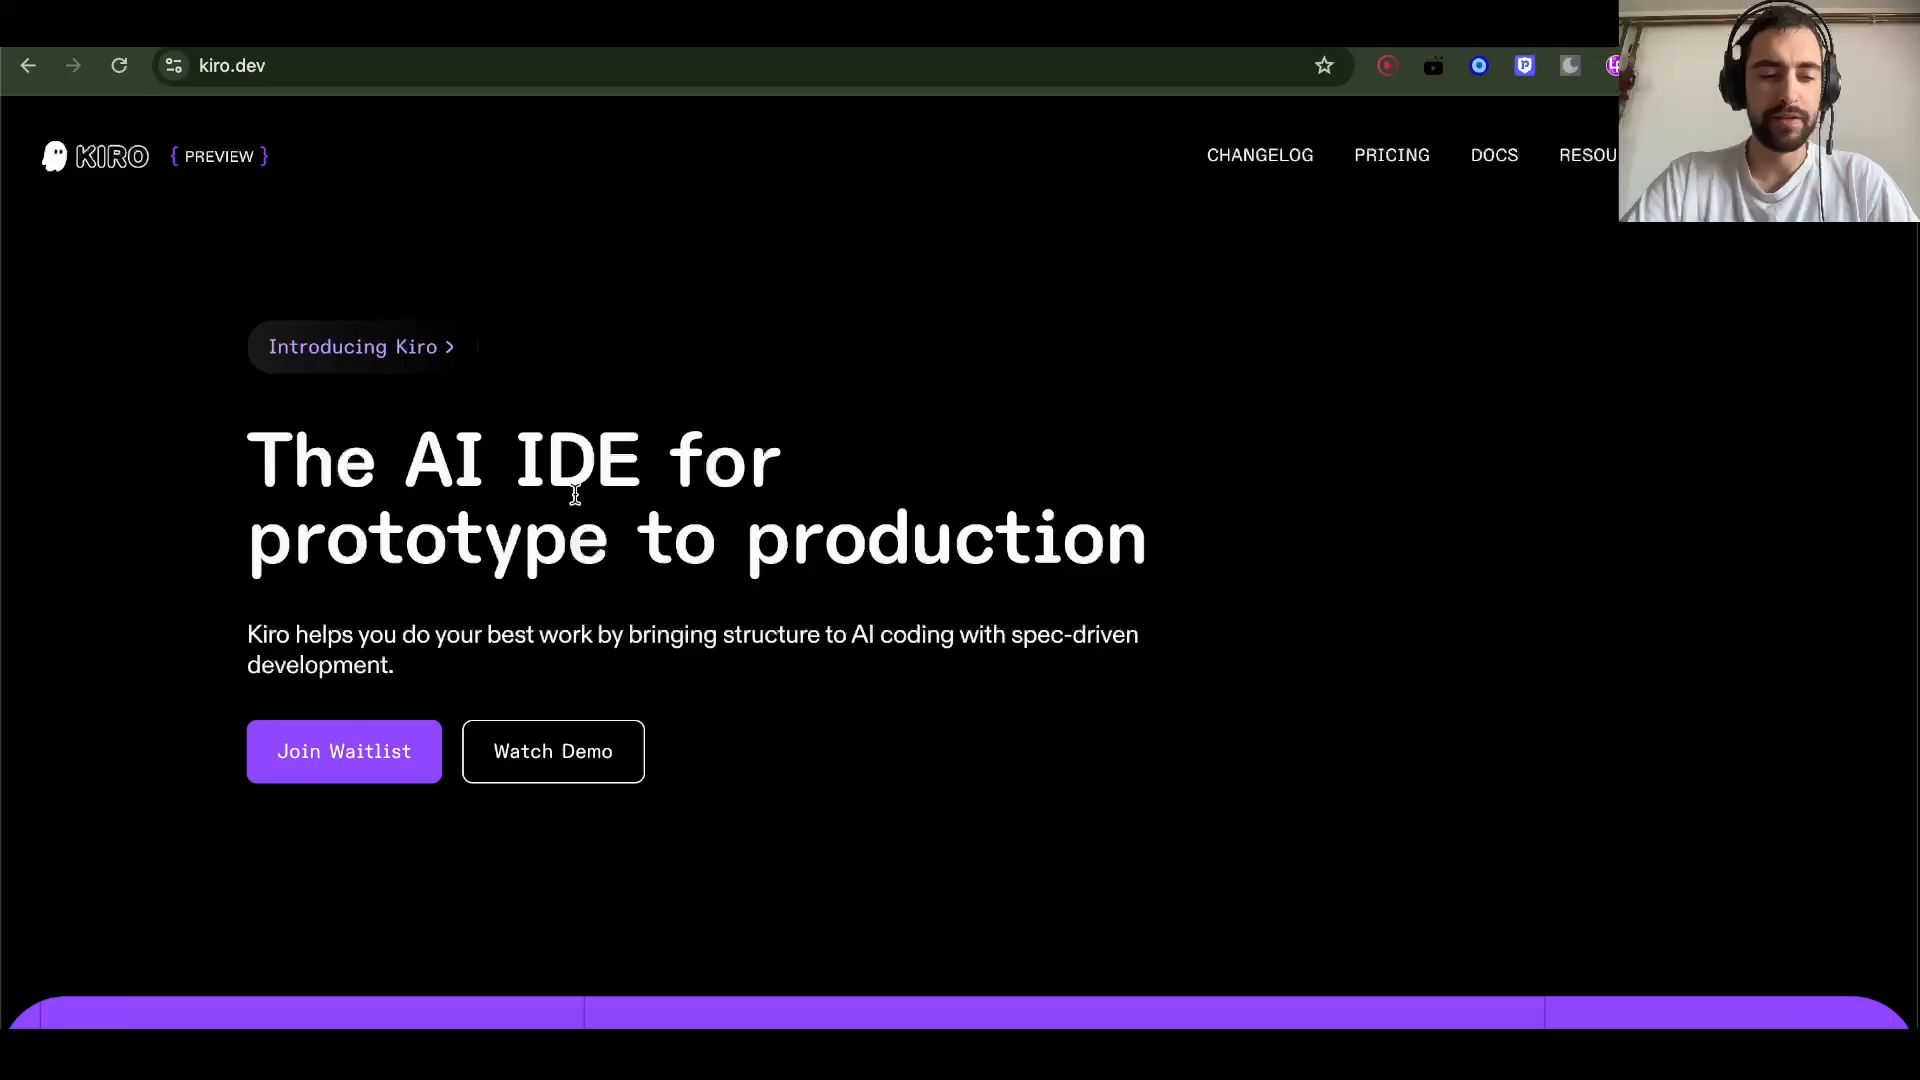 kiro.dev
KIRO { PREVIEW } CHANGELOG PRICING DOCS RESOU
Introducing Kiro >
The AI IDE for
prototype to production
Kiro helps you do your best work by bringing structure to AI coding with spec-driven
development.
Join Waitlist Watch Demo